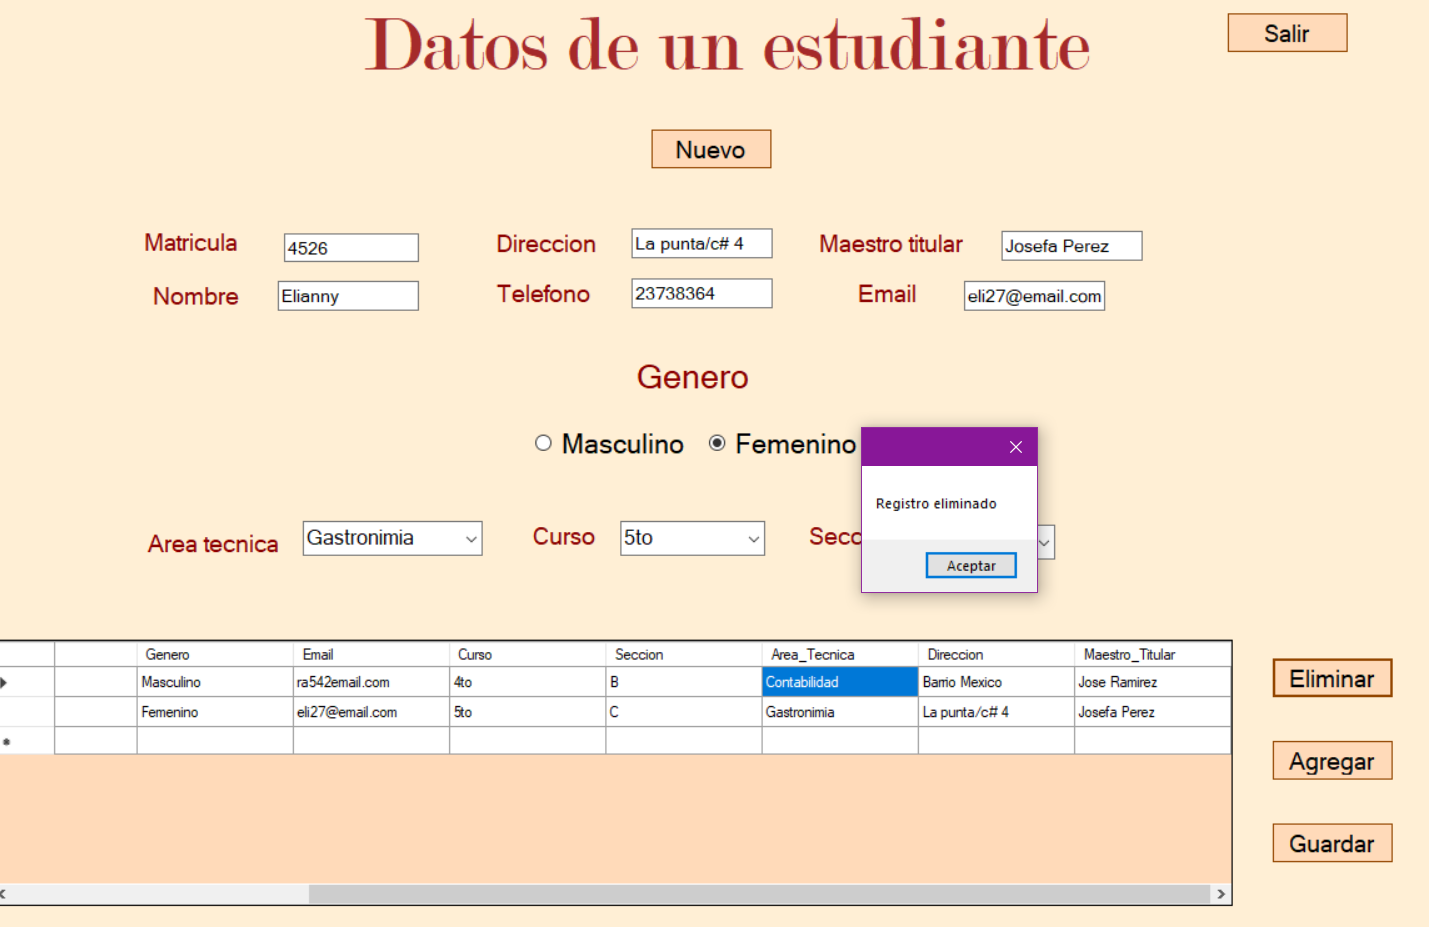 Datos de un estudiante
Salir
Nuevo
Matricula 4526 Direccion La punta/c# 4 Maestro titular Josefa Perez
Nombre Elianny Telefono 23738364 Email eli27@email.com
Genero
Masculino Femenino
Registro eliminado
Aceptar
Area tecnica Gastronimia Curso 5to Secc
Genero Email Curso Seccion Area_Tecnica Direccion Maestro_Titular
Masculino ra542email.com 4to B Contabilidad Barrio Mexico Jose Ramirez
Femenino eli27@email.com 5to C Gastronimia La punta/c# 4 Josefa Perez
Eliminar
Agregar
Guardar